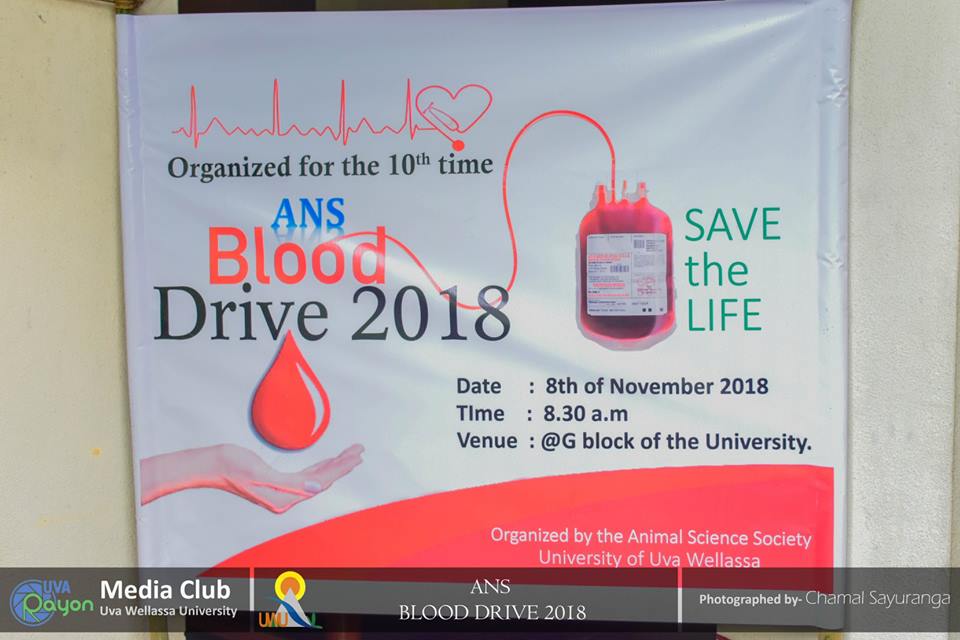 Organized for the 10th time
ANS
Blood
Drive 2018
SAVE
the
LIFE
Date : 8th of November 2018
TIme : 8.30 a.m
Venue : @G block of the University.
Organized by the Animal Science Society
University of Uva Wellassa
UVA
Rayon
Media Club
Uva Wellassa University
UWU
ANS
BLOOD DRIVE 2018
Photographed by- Chamal Sayuranga